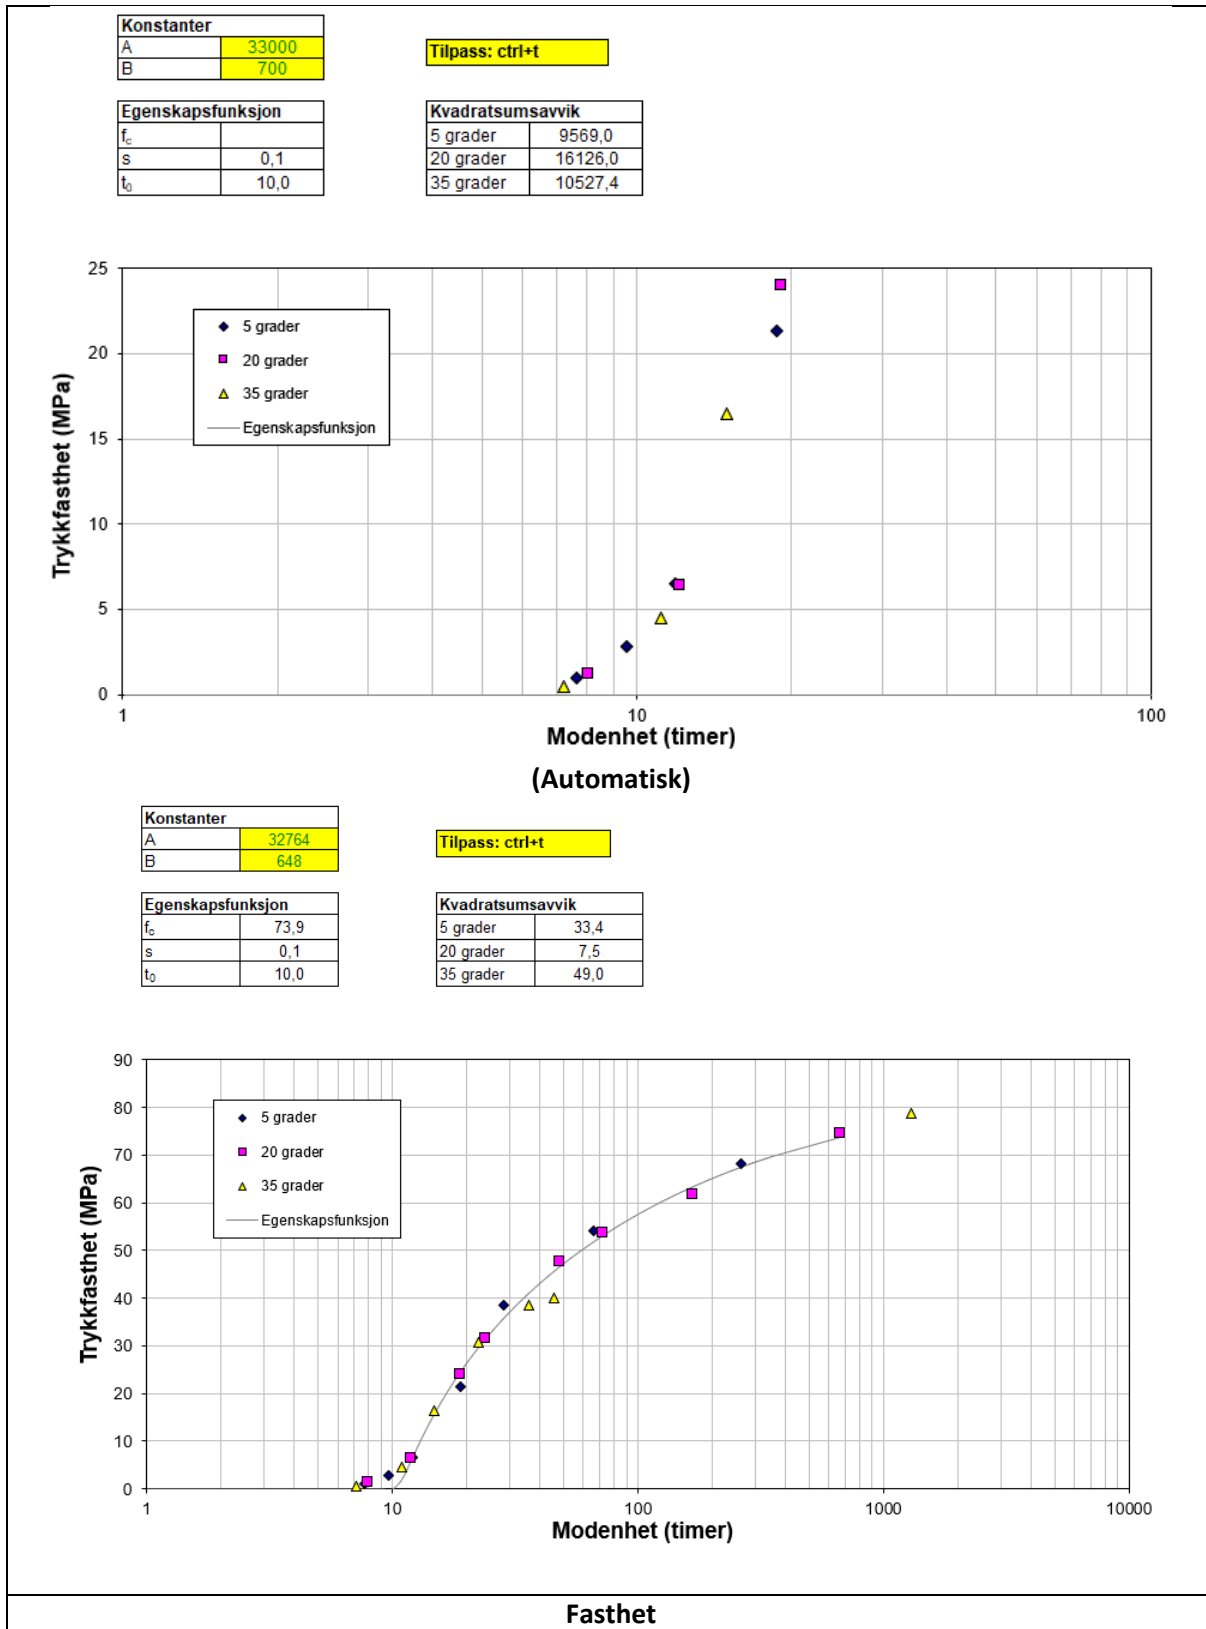 Konstanter
A 33000
B 700
Tilpass: ctrl+t
Egenskapsfunksjon
fc
s 0,1
t0 10,0
Kvadratsumsavvik
5 grader 9569,0
20 grader 16126,0
35 grader 10527,4
25
20
15
10
5
0
Trykkfasthet (MPa)
5 grader
20 grader
35 grader
Egenskapsfunksjon
1 10 100
Modenhet (timer)
(Automatisk)
Konstanter
A 32764
B 648
Tilpass: ctrl+t
Egenskapsfunksjon
fc 73,9
s 0,1
t0 10,0
Kvadratsumsavvik
5 grader 33,4
20 grader 7,5
35 grader 49,0
90
80
70
60
50
40
30
20
10
0
Trykkfasthet (MPa)
5 grader
20 grader
35 grader
Egenskapsfunksjon
1 10 100 1000 10000
Modenhet (timer)
Fasthet